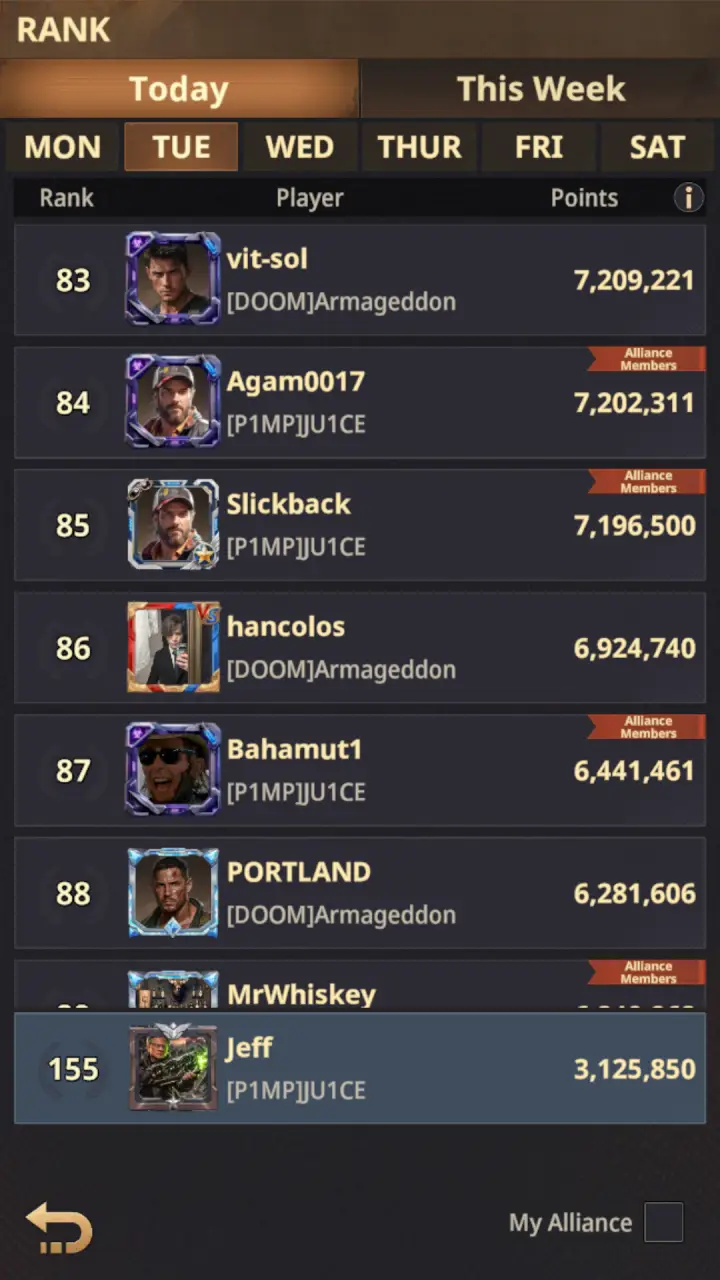 RANK
Today
This Week
MON TUE WED THUR FRI SAT
Rank Player Points i
83 vit-sol 7,209,221
[DOOM]Armageddon
Alliance Members
84 Agam0017 7,202,311
[P1MP]JU1CE
Alliance Members
85 Slickback 7,196,500
[P1MP]JU1CE
86 hancolos 6,924,740
VS
[DOOM]Armageddon
Alliance Members
87 Bahamut1 6,441,461
[P1MP]JU1CE
88 PORTLAND 6,281,606
[DOOM]Armageddon
Alliance Members
MrWhiskey
155 Jeff 3,125,850
[P1MP]JU1CE
My Alliance